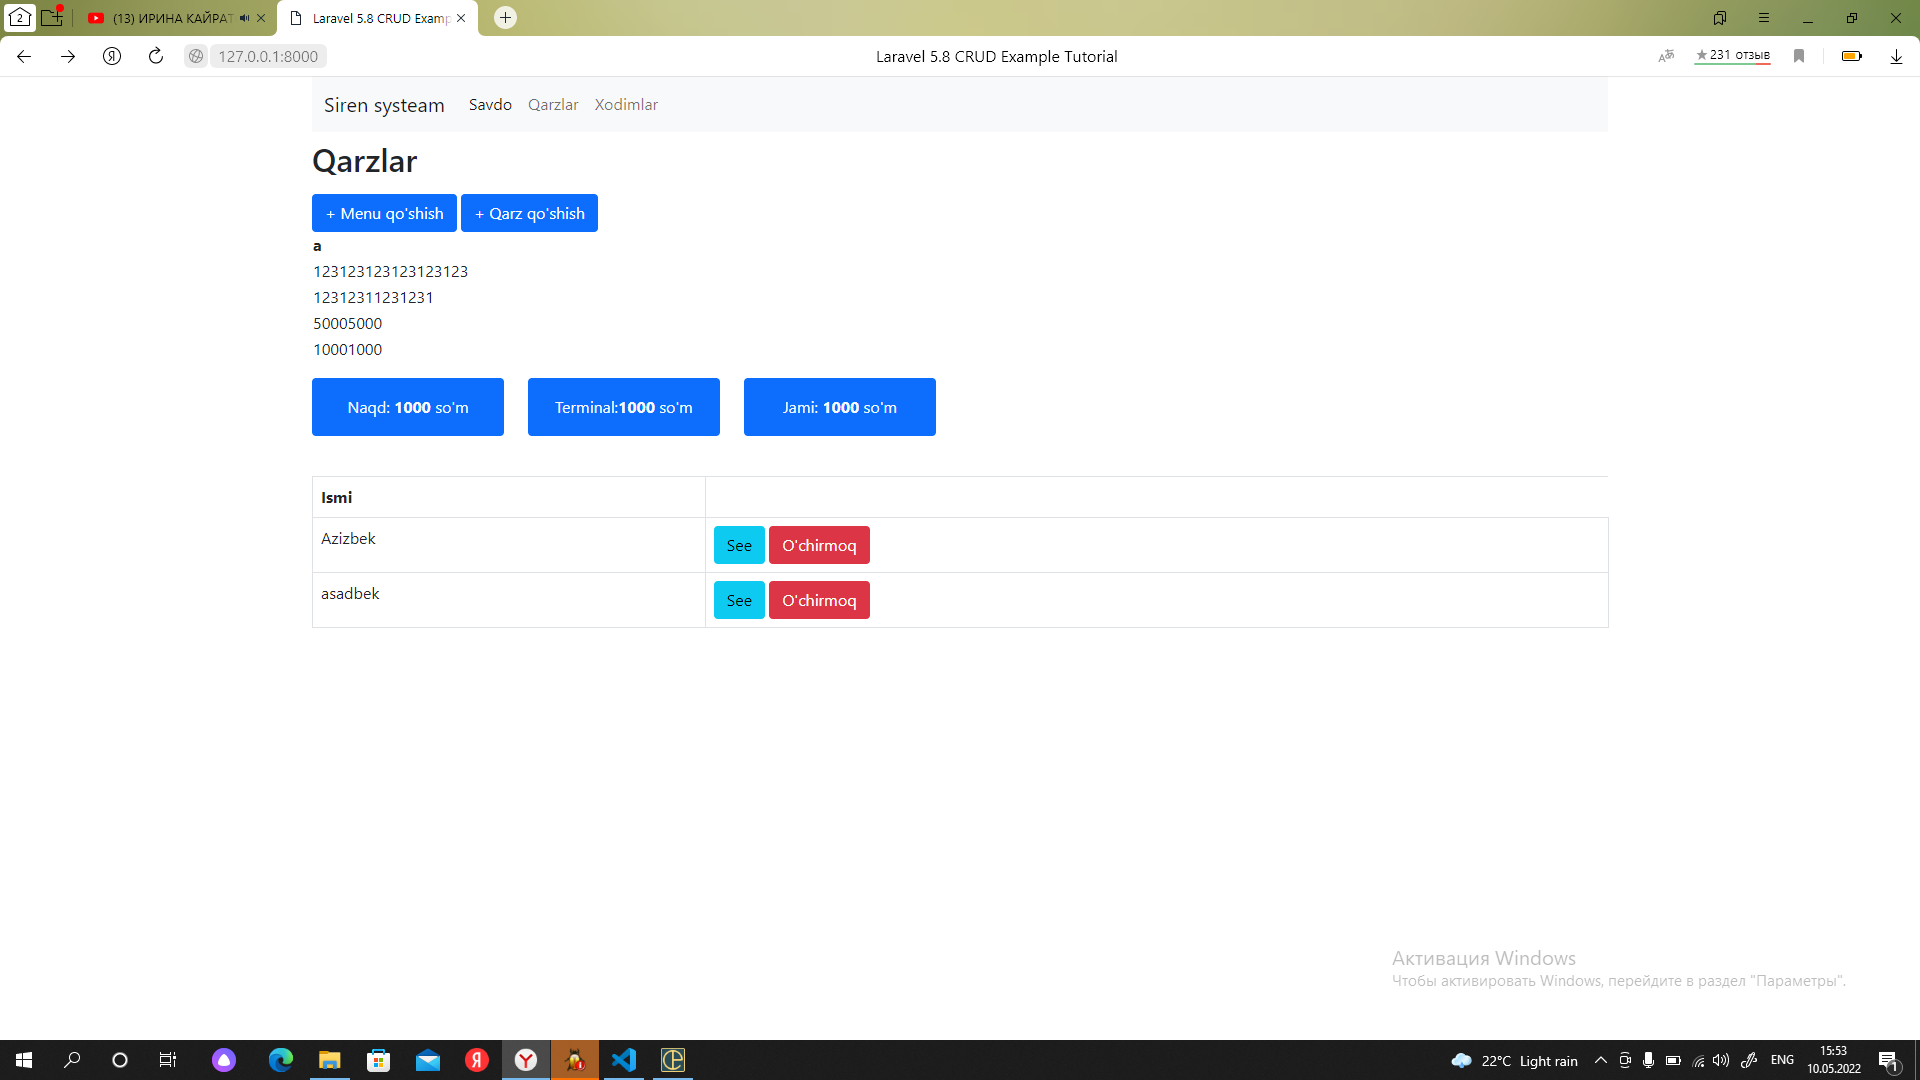 2
(13) ИРИНА КАЙРАТ
Laravel 5.8 CRUD Examp
127.0.0.1:8000
Laravel 5.8 CRUD Example Tutorial
★ 231 отзыв
Siren systeam Savdo Qarzlar Xodimlar
Qarzlar
+ Menu qo'shish + Qarz qo'shish
a
123123123123123123
12312311231231
50005000
10001000
Naqd: 1000 so'm Terminal:1000 so'm Jami: 1000 so'm
Ismi
Azizbek See O'chirmoq
asadbek See O'chirmoq
Активация Windows
Чтобы активировать Windows, перейдите в раздел "Параметры".
22°C Light rain ENG 15:53
10.05.2022
1